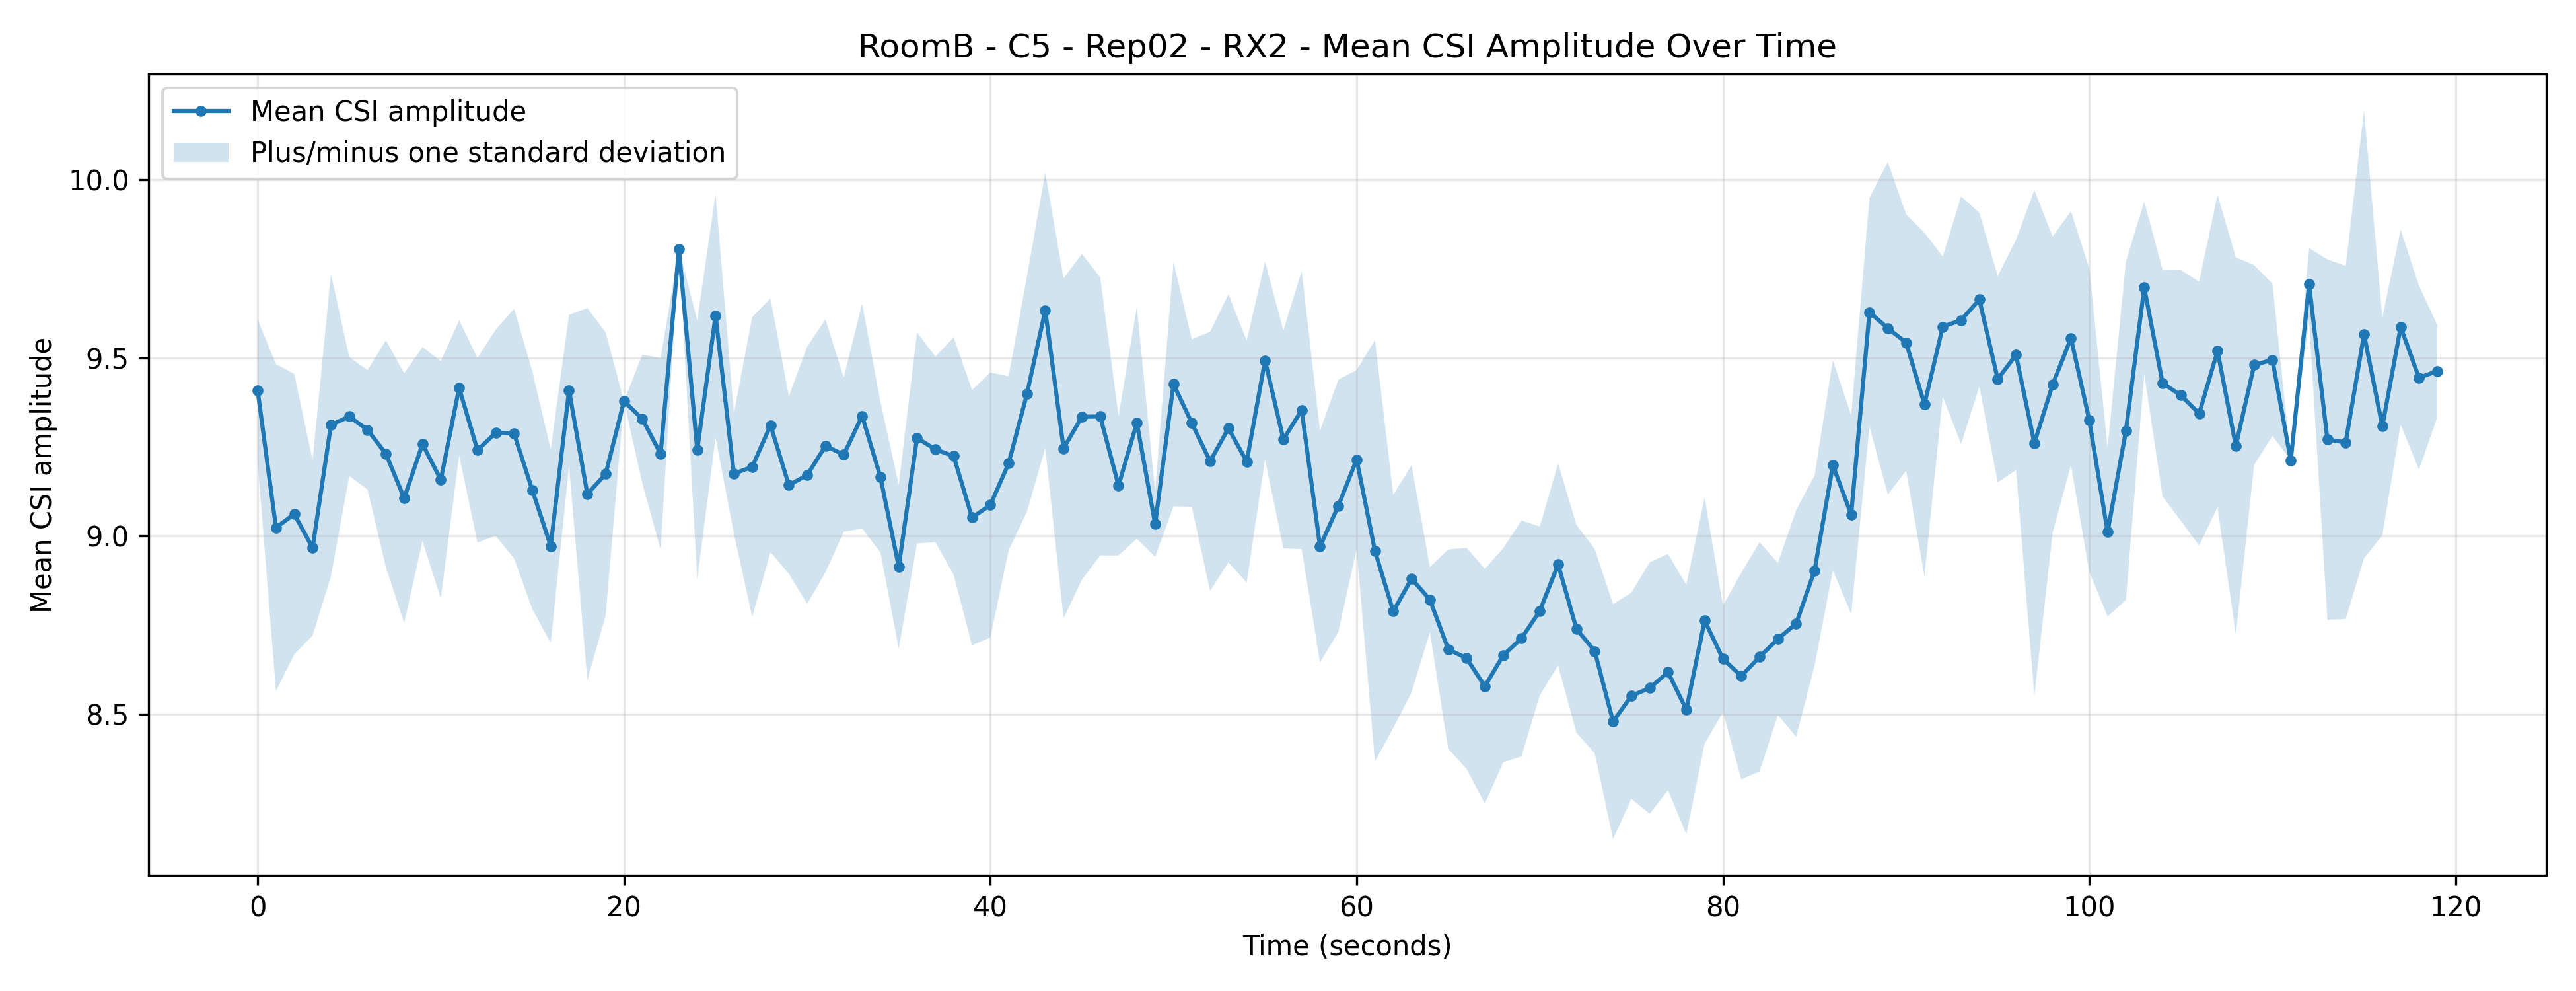 RoomB - C5 - Rep02 - RX2 - Mean CSI Amplitude Over Time
Mean CSI amplitude
Plus/minus one standard deviation
Mean CSI amplitude
10.0
9.5
9.0
8.5
0 20 40 60 80 100 120
Time (seconds)